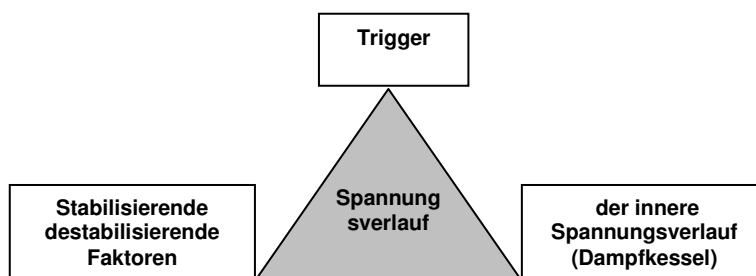 Trigger
Stabilisierende
destabilisierende
Faktoren
Spannung
sverlauf
der innere
Spannungsverlauf
(Dampfkessel)